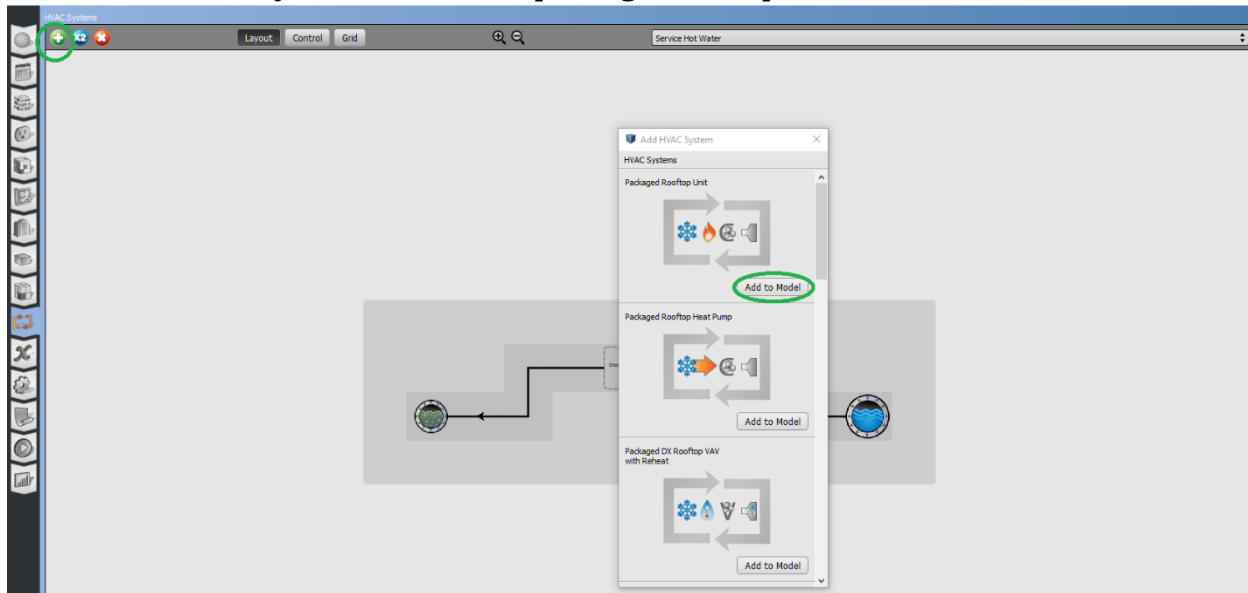 HVAC Systems
x2
Layout Control Grid Service Hot Water
Add HVAC System
HVAC Systems
Packaged Rooftop Unit
Add to Model
Packaged Rooftop Heat Pump
Add to Model
Packaged DX Rooftop VAV
with Reheat
Add to Model